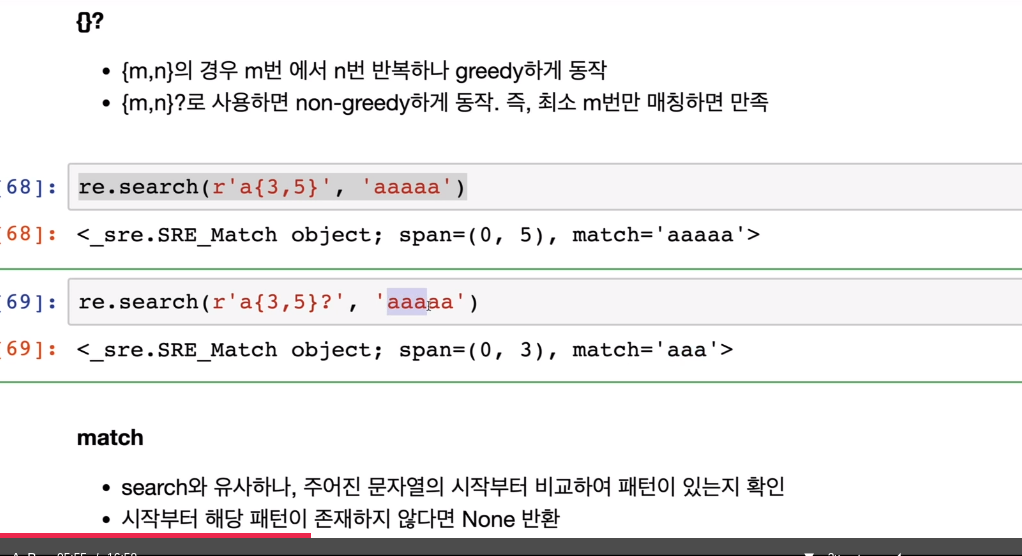 {}?
• {m,n}의 경우 m번 에서 n번 반복하나 greedy하게 동작
• {m,n}?로 사용하면 non-greedy하게 동작. 즉, 최소 m번만 매칭하면 만족
[68]: re.search(r'a{3,5}', 'aaaaa')
[68]: <_sre.SRE_Match object; span=(0, 5), match='aaaaa'>
[69]: re.search(r'a{3,5}?', 'aaaaa')
[69]: <_sre.SRE_Match object; span=(0, 3), match='aaa'>
match
• search와 유사하나, 주어진 문자열의 시작부터 비교하여 패턴이 있는지 확인
• 시작부터 해당 패턴이 존재하지 않다면 None 반환